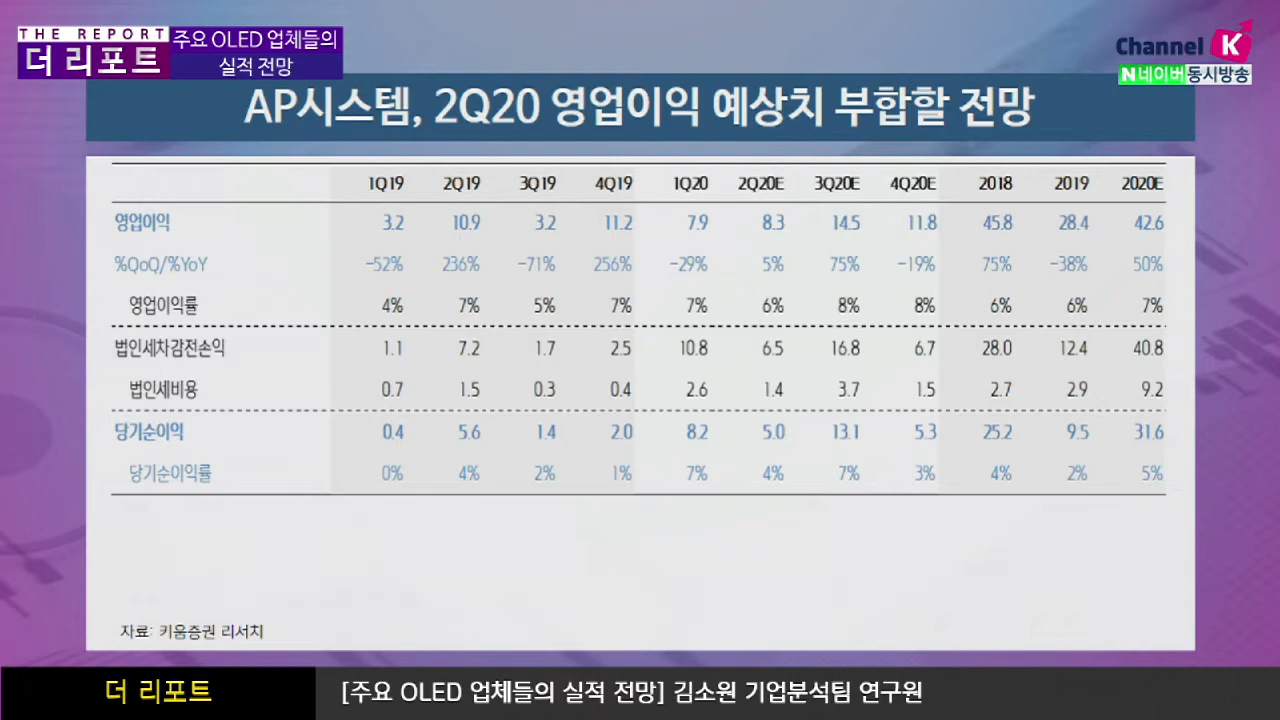 THE REPORT
더 리포트
주요 OLED 업체들의
실적 전망
Channel K
N네이버동시방송
AP시스템, 2Q20 영업이익 예상치 부합할 전망
1Q19 2Q19 3Q19 4Q19 1Q20 2Q20E 3Q20E 4Q20E 2018 2019 2020E
영업이익 3.2 10.9 3.2 11.2 7.9 8.3 14.5 11.8 45.8 28.4 42.6
%QoQ/%YoY -52% 236% -71% 256% -29% 5% 75% -19% 75% -38% 50%
영업이익률 4% 7% 5% 7% 7% 6% 8% 8% 6% 6% 7%
법인세차감전손익 1.1 7.2 1.7 2.5 10.8 6.5 16.8 6.7 28.0 12.4 40.8
법인세비용 0.7 1.5 0.3 0.4 2.6 1.4 3.7 1.5 2.7 2.9 9.2
당기순이익 0.4 5.6 1.4 2.0 8.2 5.0 13.1 5.3 25.2 9.5 31.6
당기순이익률 0% 4% 2% 1% 7% 4% 7% 3% 4% 2% 5%
자료: 키움증권 리서치
더 리포트
[주요 OLED 업체들의 실적 전망] 김소원 기업분석팀 연구원